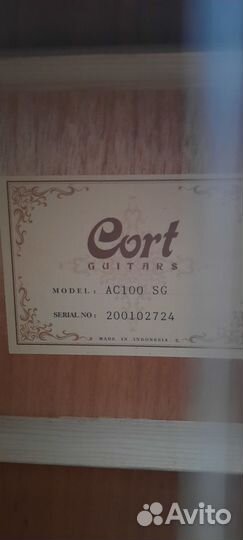 Cort
GUITARS
MODEL: AC100 SG
SERIAL NO: 200102724
MADE IN INDONESIA
Avito